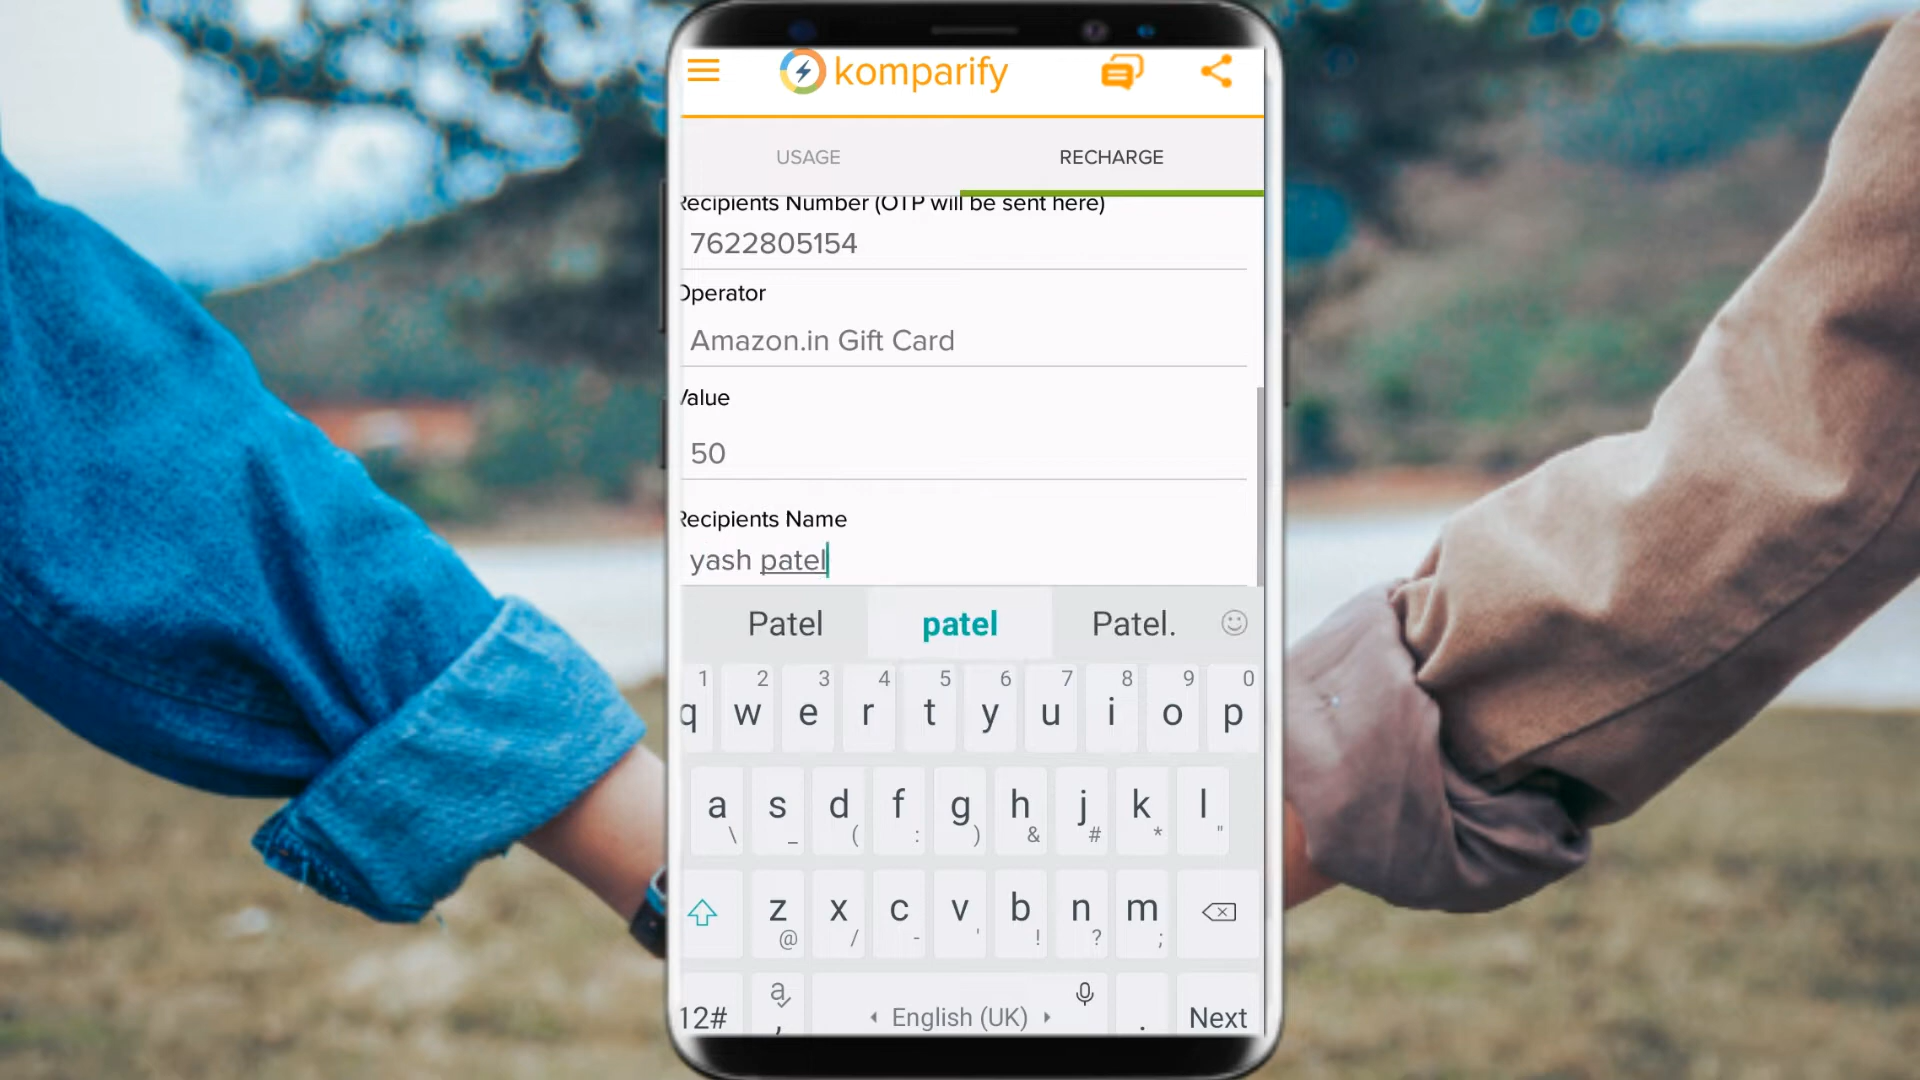 komparify
USAGE RECHARGE
Recipients Number (OTP will be sent here)
7622805154
Operator
Amazon.in Gift Card
Value
50
Recipients Name
yash patel
Patel patel Patel.
1 2 3 4 5 6 7 8 9 0
q w e r t y u i o p
a s d f g h j k l
\ _ ( : ) & # * "
z x c v b n m
@ / - ' ! ? ;
12# a , English (UK) . Next